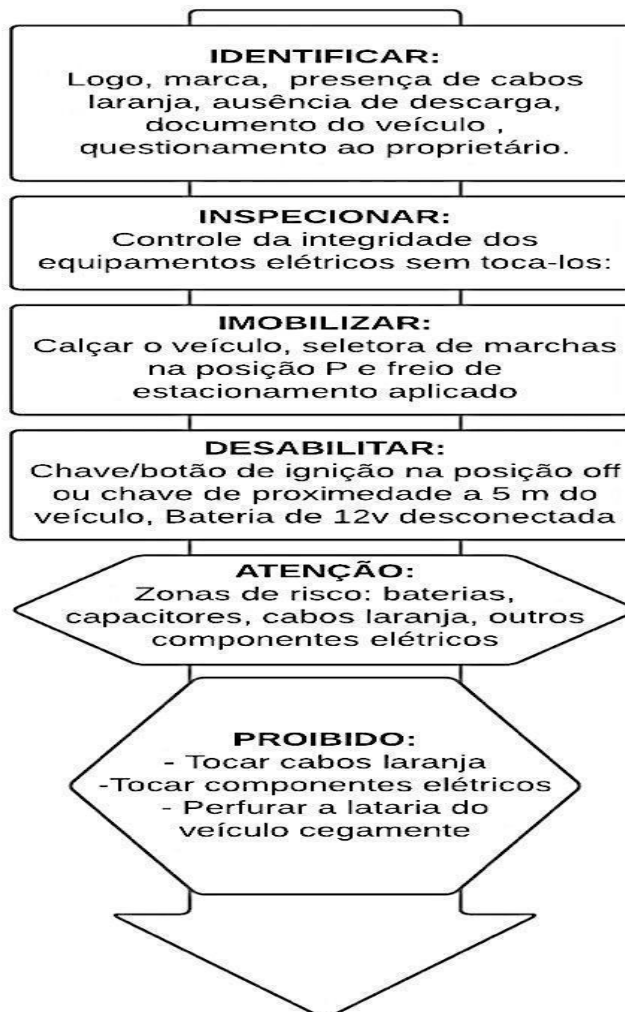 IDENTIFICAR:
Logo, marca, presença de cabos
laranja, ausência de descarga,
documento do veículo ,
questionamento ao proprietário.
INSPECIONAR:
Controle da integridade dos
equipamentos elétricos sem toca-los:
IMOBILIZAR:
Calçar o veículo, seletora de marchas
na posição P e freio de
estacionamento aplicado
DESABILITAR:
Chave/botão de ignição na posição off
ou chave de proximedade a 5 m do
veículo, Bateria de 12v desconectada
ATENÇÃO:
Zonas de risco: baterias,
capacitores, cabos laranja, outros
componentes elétricos
PROIBIDO:
- Tocar cabos laranja
-Tocar componentes elétricos
- Perfurar a lataria do
veículo cegamente